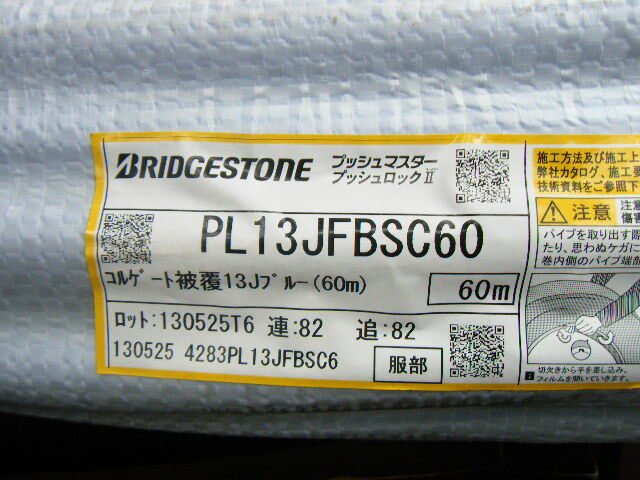 BRIDGESTONE
プッシュマスター
プッシュロックⅡ
PL13JFBSC60
コルゲート被覆13Jブルー(60m)
60m
ロット:130525T6 連:82 追:82
130525 4283PL13JFBSC6
服部
施工方法及び施工上
弊社カタログ、施工要
技術資料をご参照下
注意
パイプを取り出す際
たり、思わぬケガに
巻内側のパイプ端部
切欠きから手を差し込み、
フィルムを開いていきます。